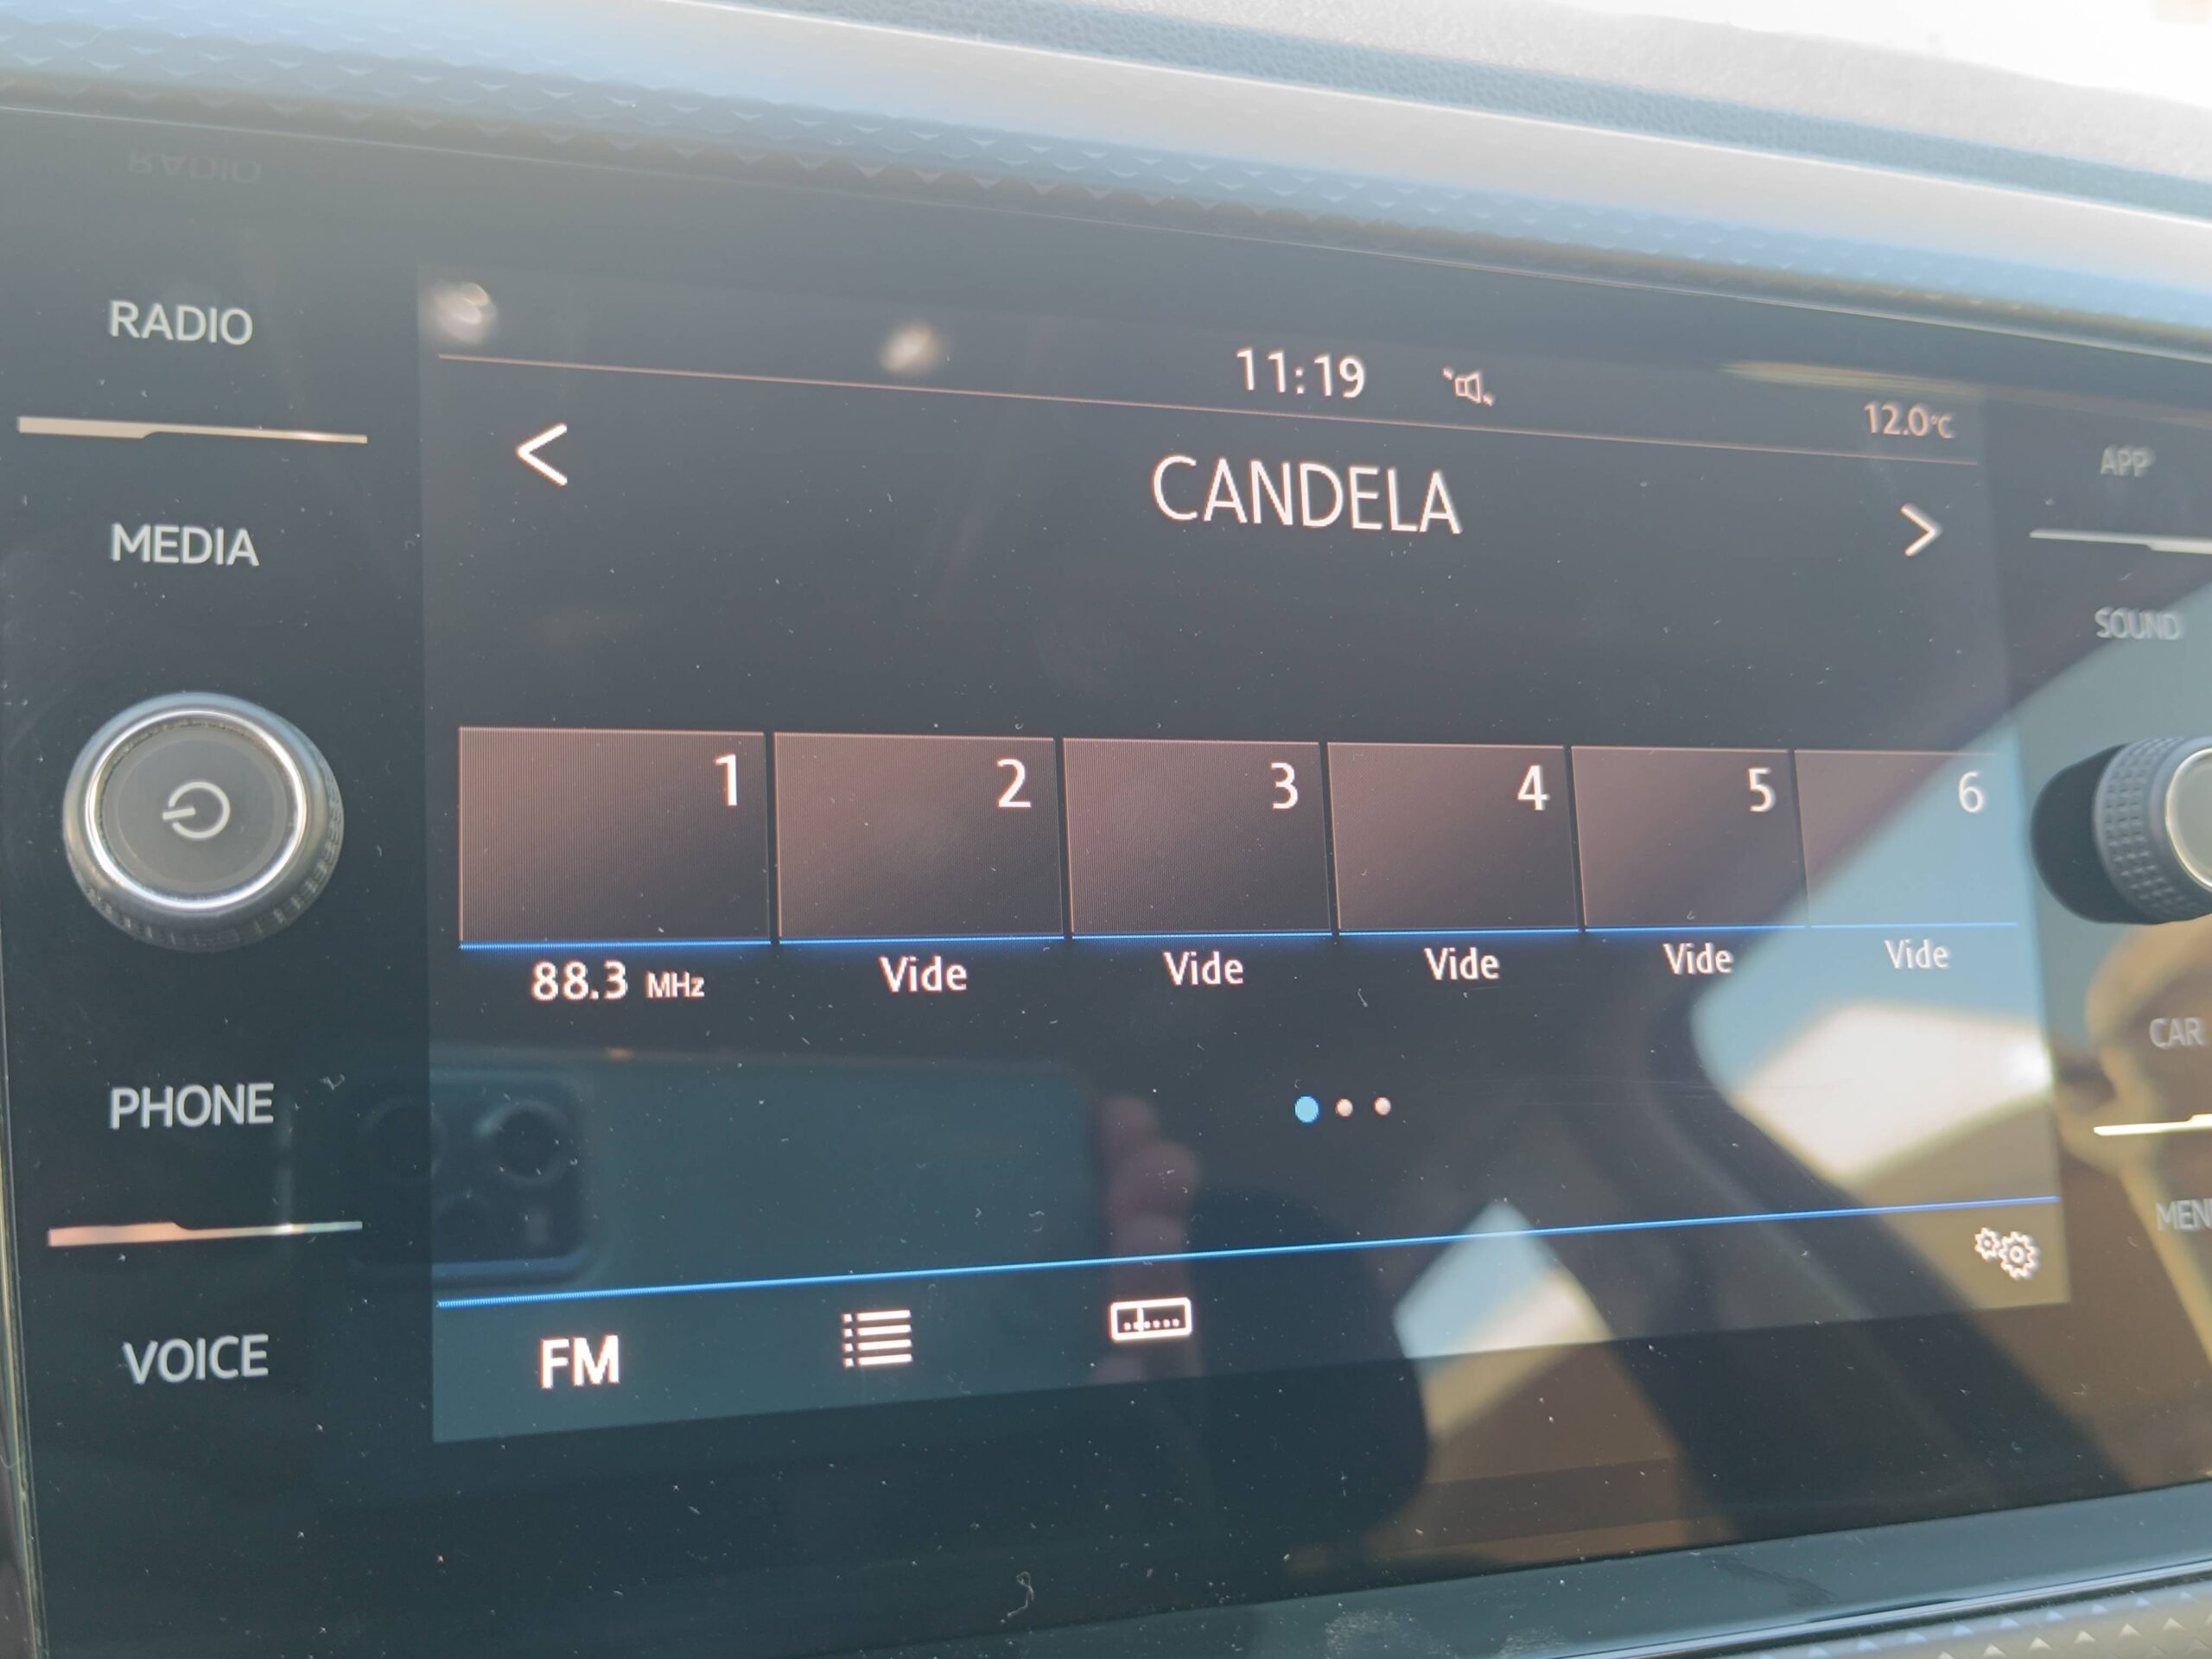 RADIO
11:19
12.0°C
APP
CANDELA
MEDIA
SOUND
1 2 3 4 5 6
88.3 MHz Vide Vide Vide Vide Vide
CAR
PHONE
MENU
FM
VOICE